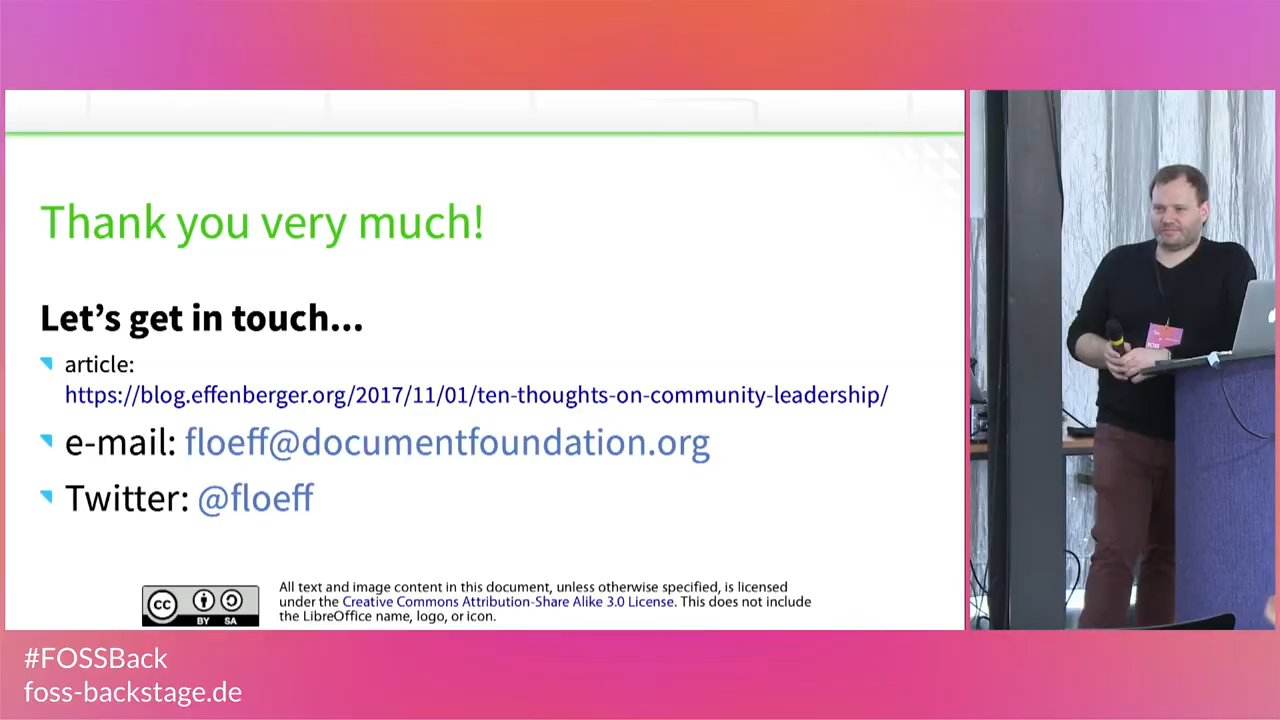 Thank you very much!
Let's get in touch...
article:
https://blog.effenberger.org/2017/11/01/ten-thoughts-on-community-leadership/
e-mail: floeff@documentfoundation.org
Twitter: @floeff
cc
BY SA
All text and image content in this document, unless otherwise specified, is licensed
under the Creative Commons Attribution-Share Alike 3.0 License. This does not include
the LibreOffice name, logo, or icon.
FOSS
#FOSSBack
foss-backstage.de